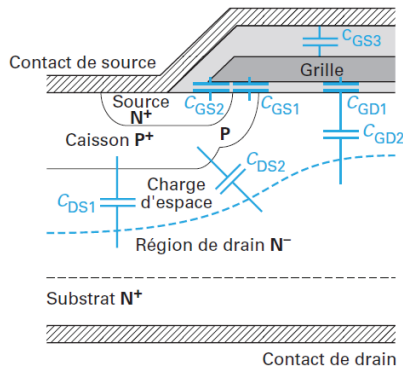 C_GS3
Contact de source
Grille
Source
N+
C_GS2
C_GS1
C_GD1
Caisson P+
P
C_GD2
C_DS2
Charge
d'espace
C_DS1
Région de drain N−
Substrat N+
Contact de drain